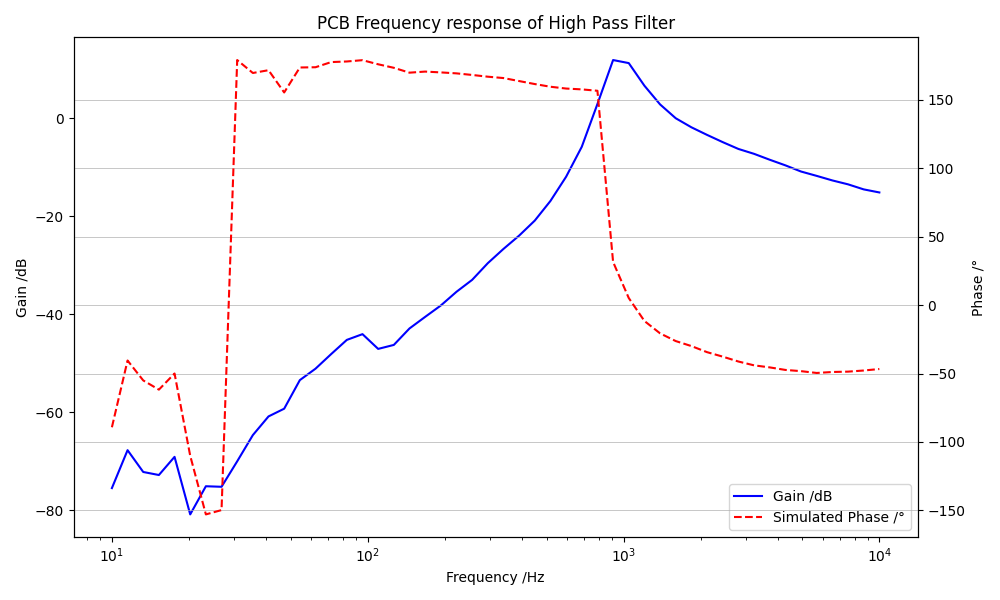 PCB Frequency response of High Pass Filter
Gain /dB
0
−20
−40
−60
−80
150
100
50
0
−50
−100
−150
Phase /°
10¹
10²
10³
10⁴
Frequency /Hz
Gain /dB
Simulated Phase /°